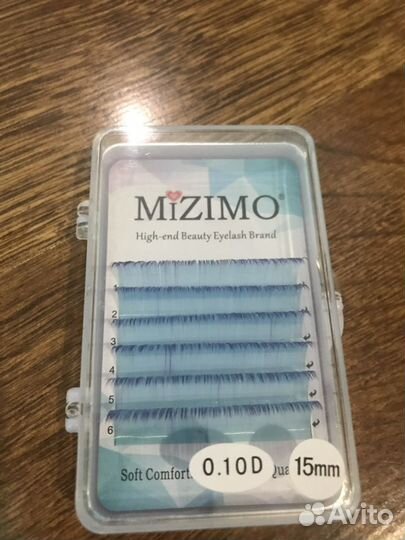 MiZIMO®
High-end Beauty Eyelash Brand
1
2
3
4
5
6
Soft Comfort
0.10D
15mm
Avito